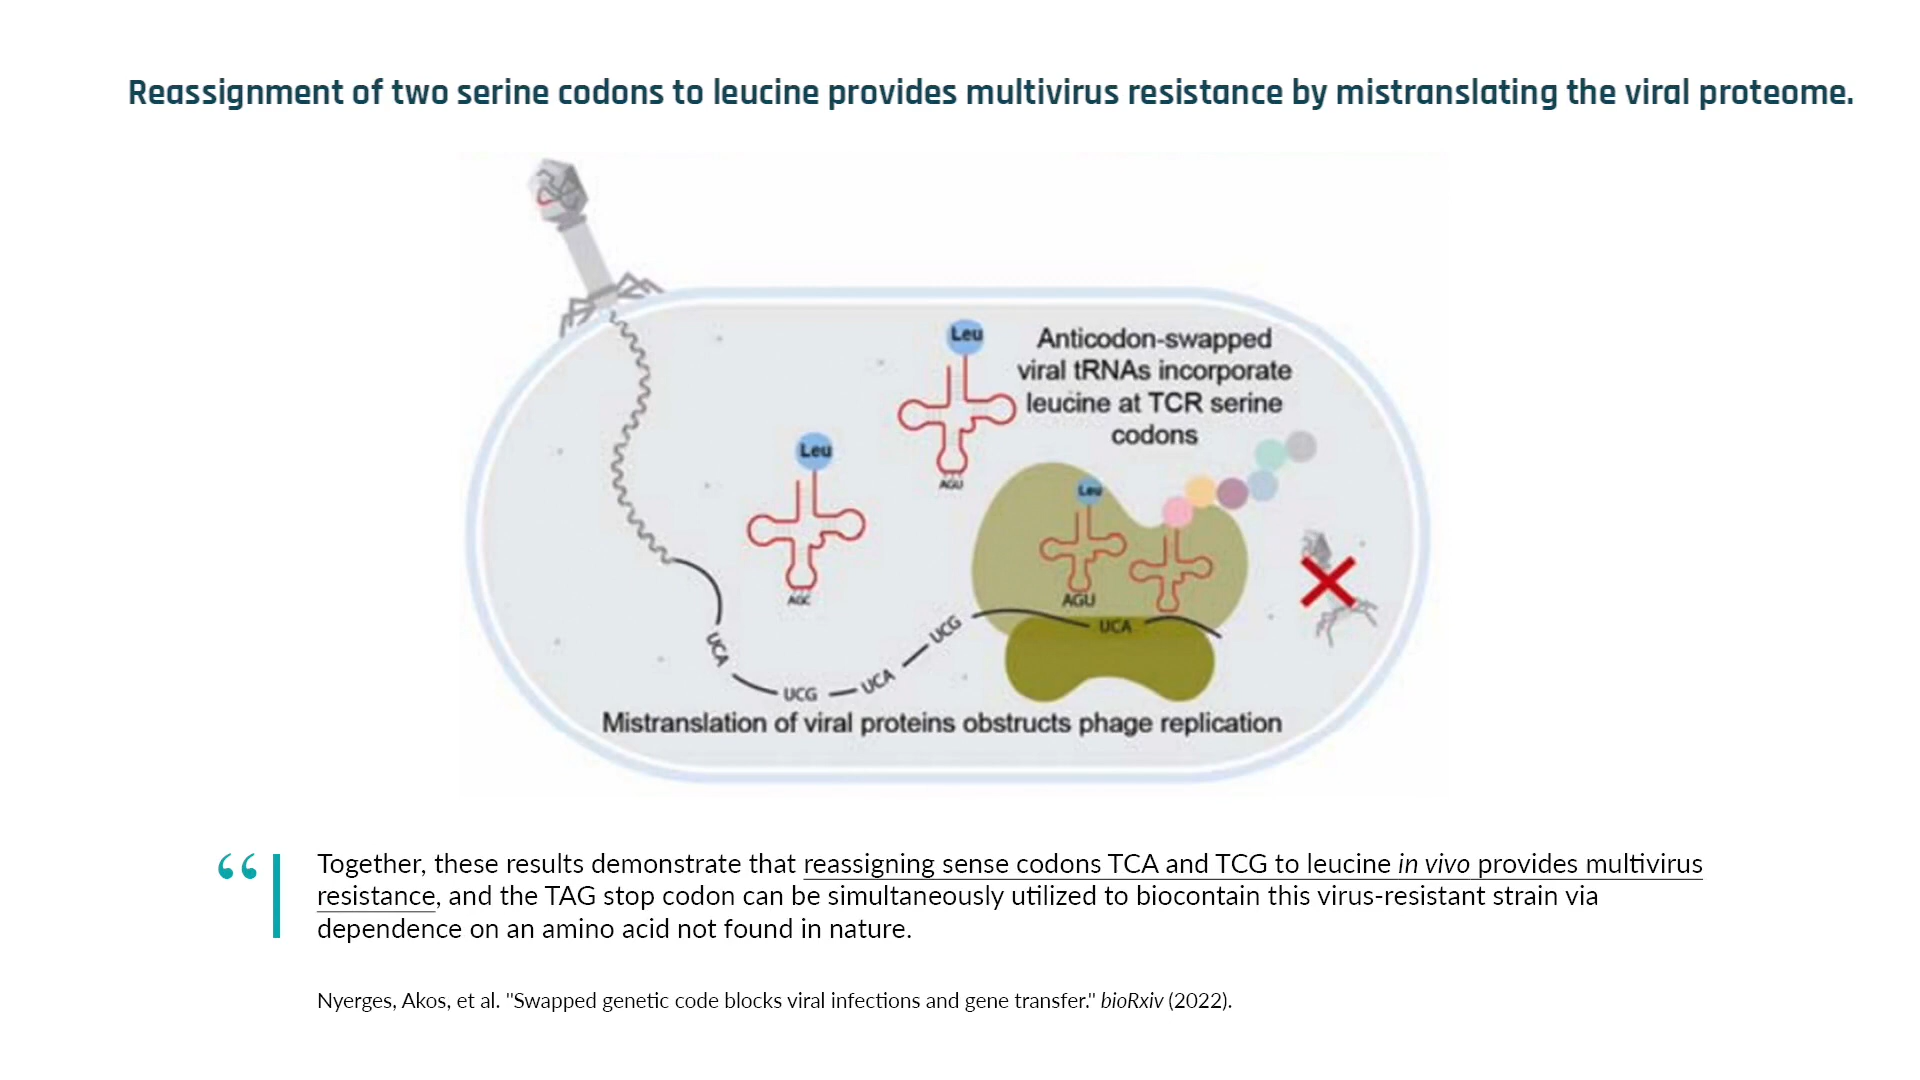 Reassignment of two serine codons to leucine provides multivirus resistance by mistranslating the viral proteome.
Leu
Anticodon-swapped
viral tRNAs incorporate
leucine at TCR serine
codons
AGU
Leu
AGC
Leu
AGU
UCA
UCA
UCG
UCA
UCG
Mistranslation of viral proteins obstructs phage replication
“ Together, these results demonstrate that reassigning sense codons TCA and TCG to leucine in vivo provides multivirus
resistance, and the TAG stop codon can be simultaneously utilized to biocontain this virus-resistant strain via
dependence on an amino acid not found in nature.
Nyerges, Akos, et al. "Swapped genetic code blocks viral infections and gene transfer." bioRxiv (2022).